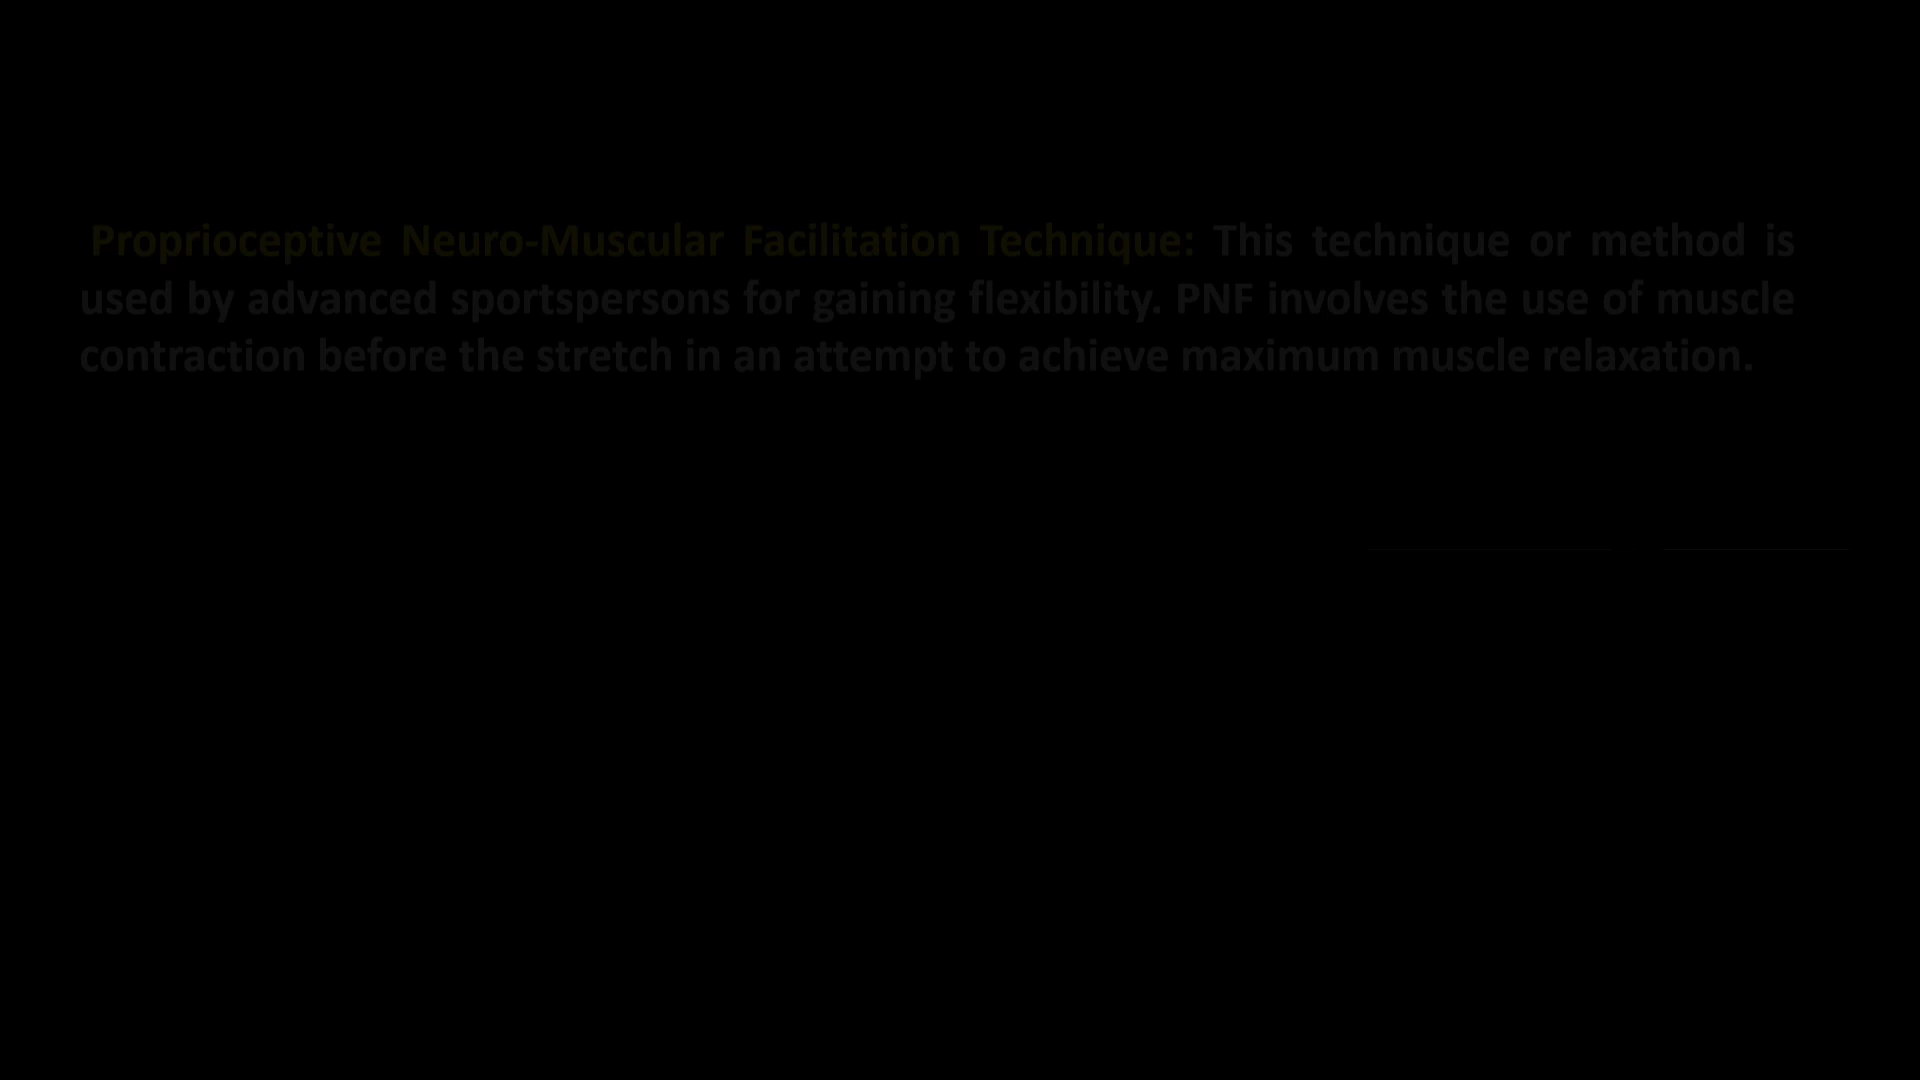 Proprioceptive Neuro-Muscular Facilitation Technique: This technique or method is
used by advanced sportspersons for gaining flexibility. PNF involves the use of muscle
contraction before the stretch in an attempt to achieve maximum muscle relaxation.